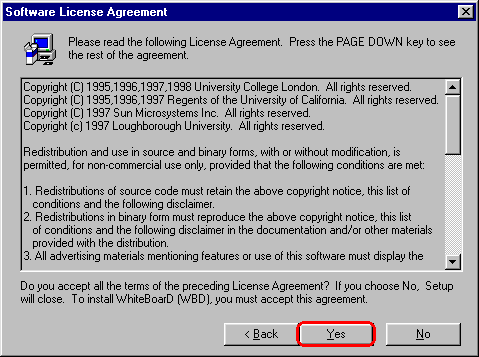 Software License Agreement
Please read the following License Agreement. Press the PAGE DOWN key to see
the rest of the agreement.
Copyright (C) 1995,1996,1997,1998 University College London. All rights reserved.
Copyright (C) 1995,1996,1997 Regents of the University of California. All rights reserved.
Copyright (C) 1997 Sun Microsystems Inc. All rights reserved.
Copyright (c) 1997 Loughborough University. All rights reserved.
Redistribution and use in source and binary forms, with or without modification, is
permitted, for non-commercial use only, provided that the following conditions are met:
1. Redistributions of source code must retain the above copyright notice, this list of
conditions and the following disclaimer.
2. Redistributions in binary form must reproduce the above copyright notice, this list
of conditions and the following disclaimer in the documentation and/or other materials
provided with the distribution.
3. All advertising materials mentioning features or use of this software must display the
Do you accept all the terms of the preceding License Agreement? If you choose No, Setup
will close. To install WhiteBoarD (WBD), you must accept this agreement.
< Back Yes No